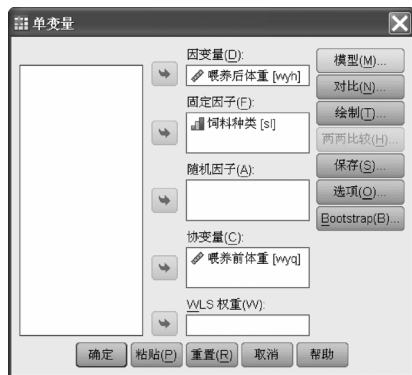 单变量
因变量(D):
喂养后体重 [wyh]
固定因子(F):
饲料种类 [sl]
随机因子(A):
协变量(C):
喂养前体重 [wyq]
WLS 权重(W):
模型(M)...
对比(N)...
绘制(T)...
两两比较(H)...
保存(S)...
选项(O)...
Bootstrap(B)...
确定
粘贴(P)
重置(R)
取消
帮助